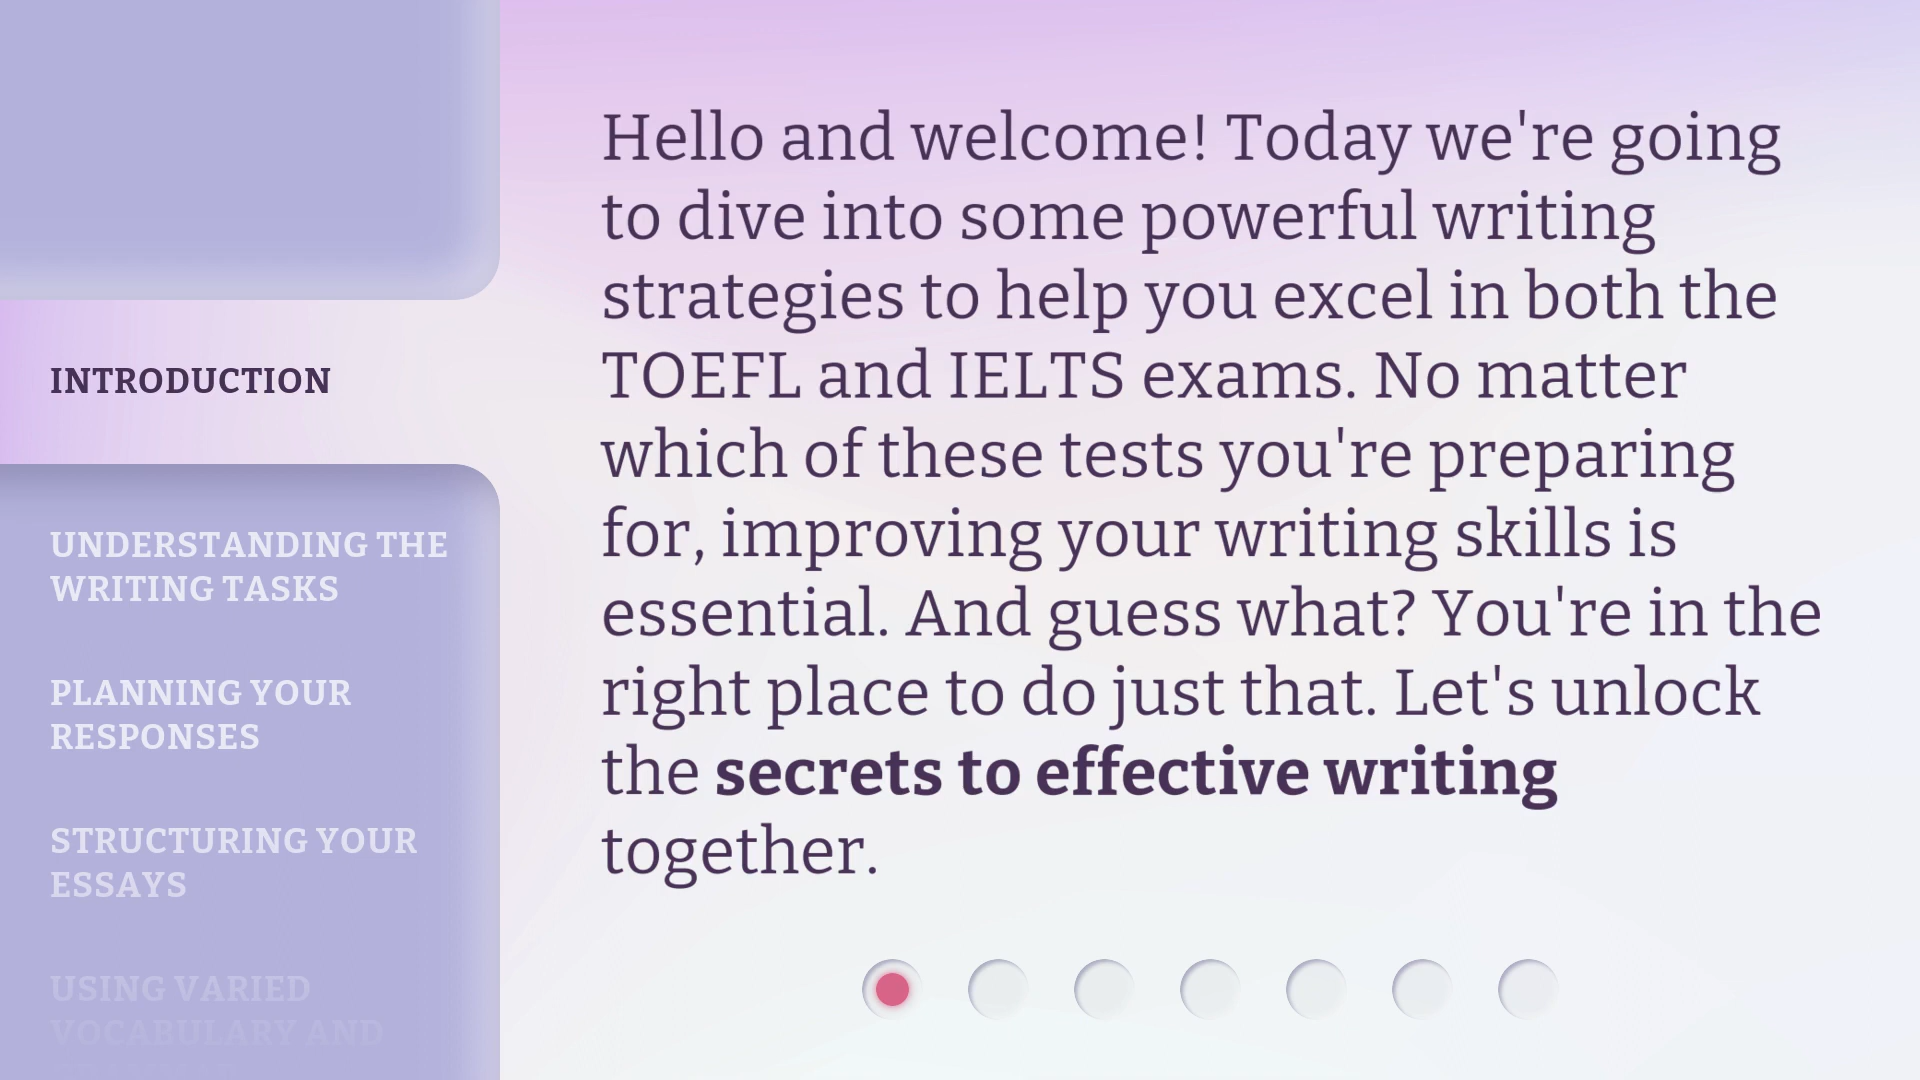 INTRODUCTION
UNDERSTANDING THE
WRITING TASKS
PLANNING YOUR
RESPONSES
STRUCTURING YOUR
ESSAYS
USING VARIED
VOCABULARY AND
Hello and welcome! Today we're going
to dive into some powerful writing
strategies to help you excel in both the
TOEFL and IELTS exams. No matter
which of these tests you're preparing
for, improving your writing skills is
essential. And guess what? You're in the
right place to do just that. Let's unlock
the secrets to effective writing
together.